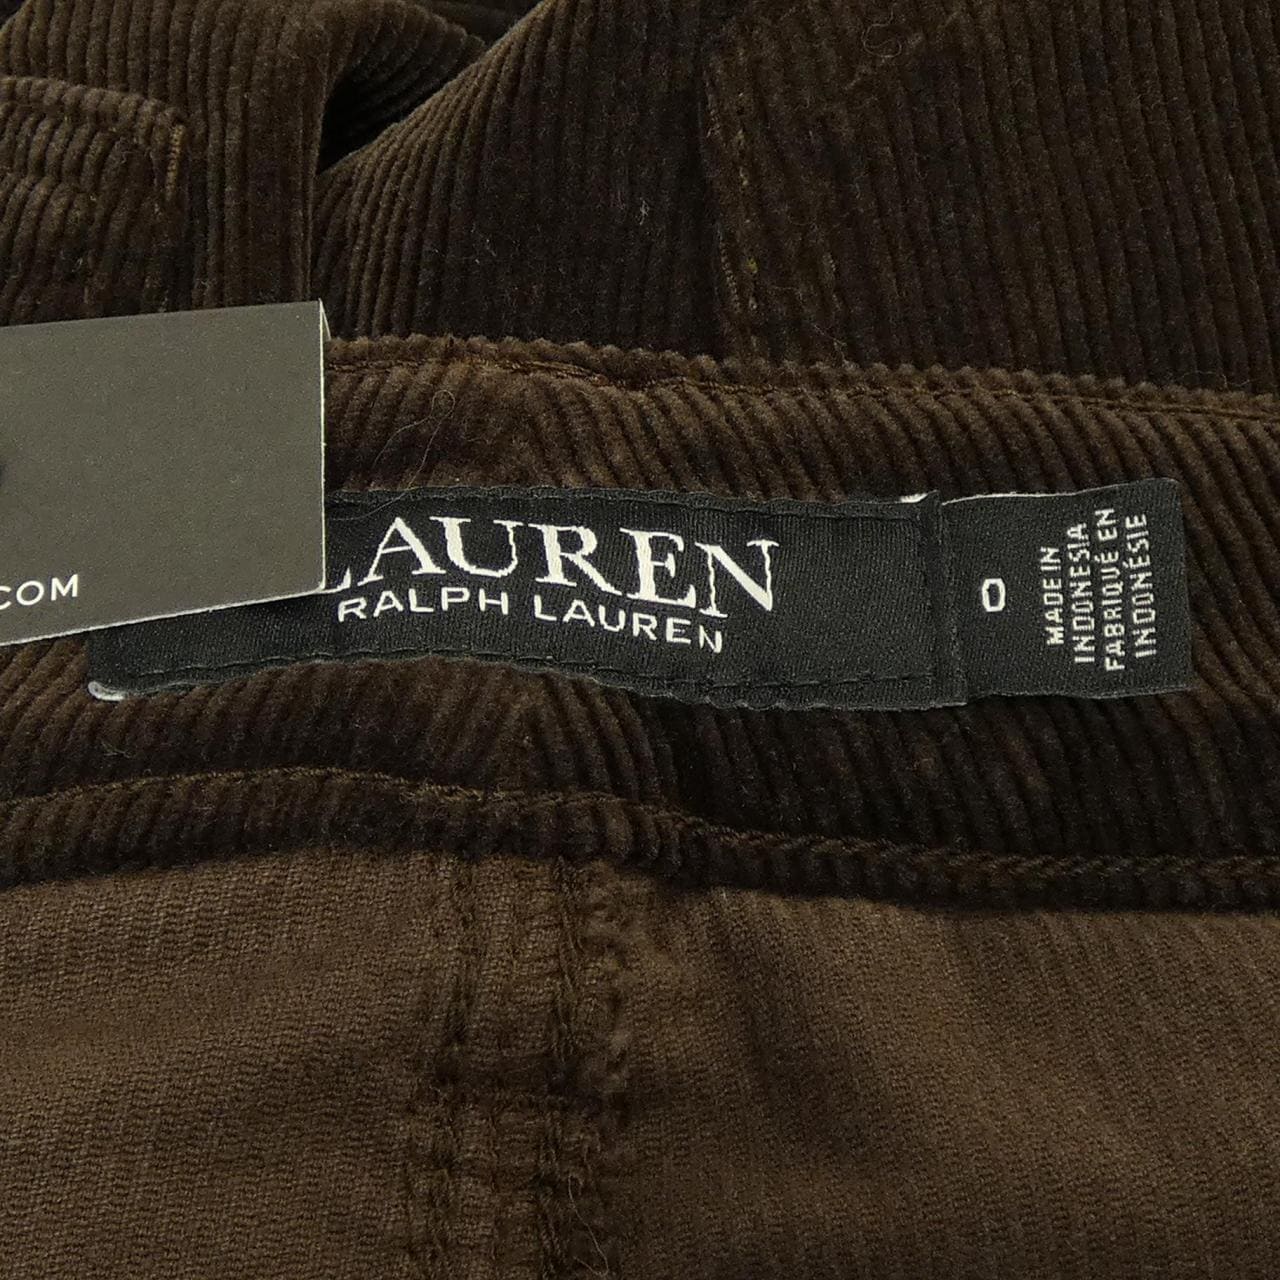 COM
LAUREN
RALPH LAUREN
0
MADE IN
INDONESIA
FABRIQUÉ EN
INDONÉSIE